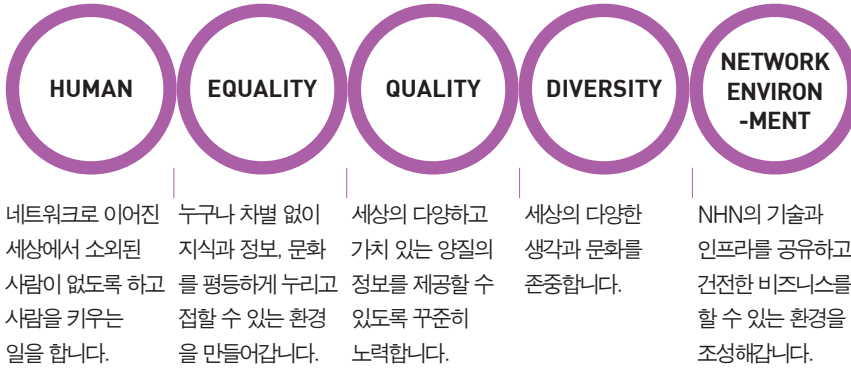 HUMAN
EQUALITY
QUALITY
DIVERSITY
NETWORK
ENVIRON
-MENT
네트워크로 이어진
세상에서 소외된
사람이 없도록 하고
사람을 키우는
일을 합니다.
누구나 차별 없이
지식과 정보, 문화
를 평등하게 누리고
접할 수 있는 환경
을 만들어갑니다.
세상의 다양하고
가치 있는 양질의
정보를 제공할 수
있도록 꾸준히
노력합니다.
세상의 다양한
생각과 문화를
존중합니다.
NHN의 기술과
인프라를 공유하고
건전한 비즈니스를
할 수 있는 환경을
조성해갑니다.